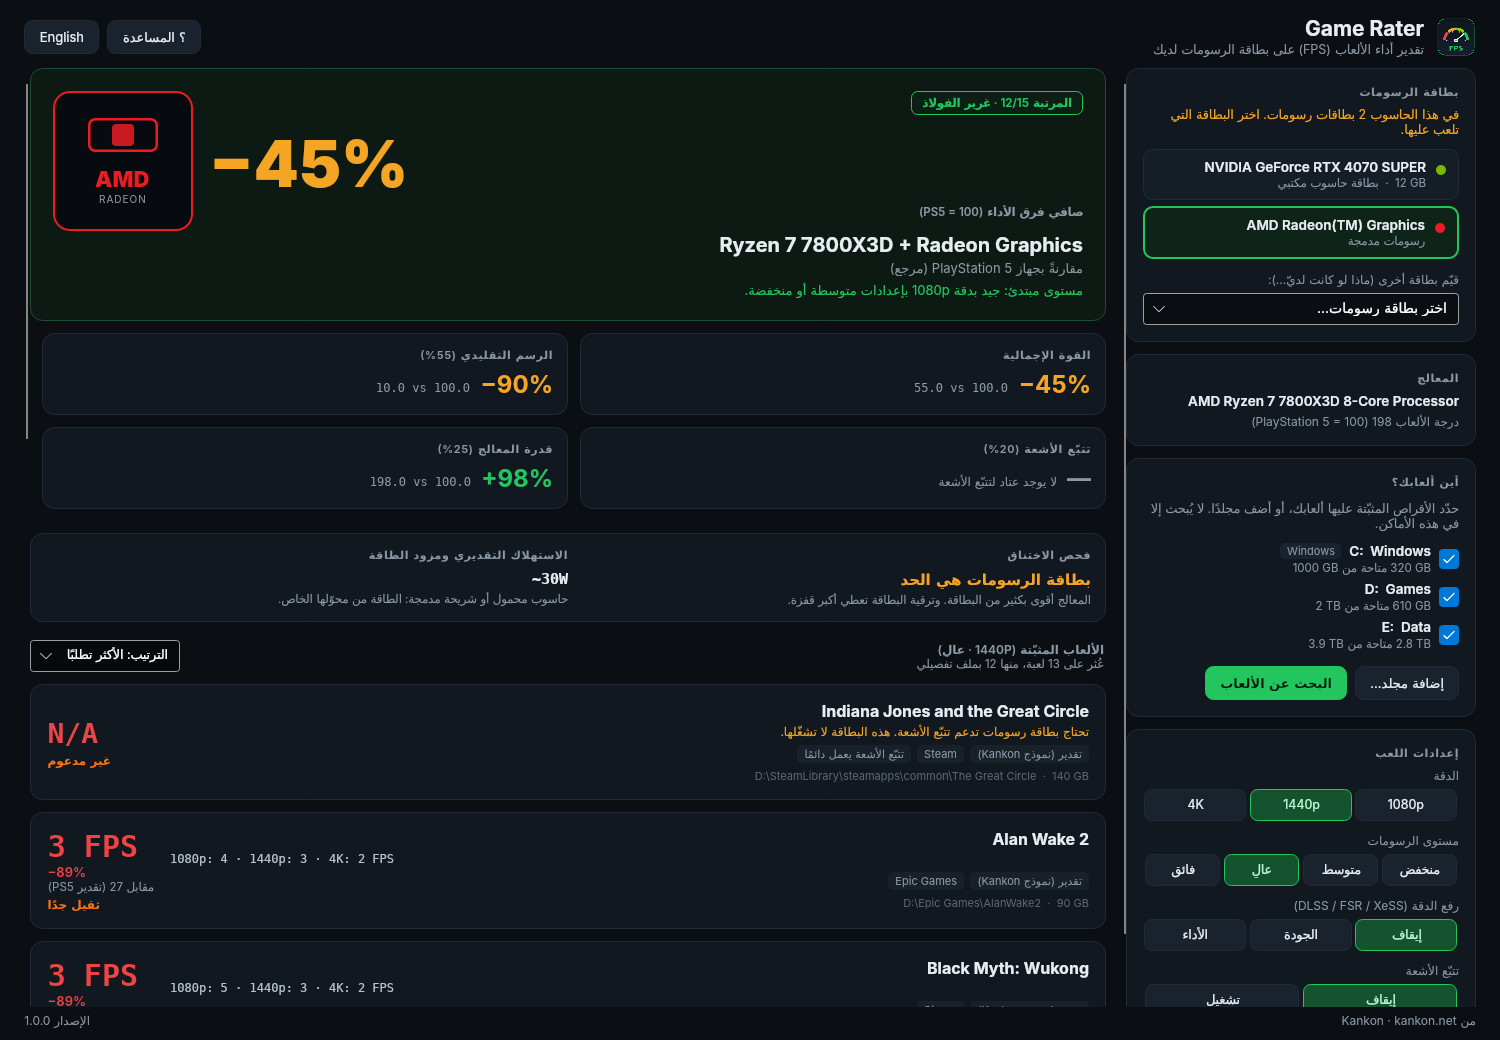 Game Rater
تقدير أداء الألعاب (FPS) على بطاقة الرسومات لديك
FPS
؟ المساعدة
English
بطاقة الرسومات
في هذا الحاسوب 2 بطاقات رسومات. اختر البطاقة التي
تلعب عليها.
NVIDIA GeForce RTX 4070 SUPER
12 GB · بطاقة حاسوب مكتبي
AMD Radeon(TM) Graphics
رسومات مدمجة
قيّم بطاقة أخرى (ماذا لو كانت لديّ...):
اختر بطاقة رسومات...
المعالج
AMD Ryzen 7 7800X3D 8-Core Processor
درجة الألعاب 198 (PlayStation 5 = 100)
أين ألعابك؟
حدّد الأقراص المثبّتة عليها ألعابك، أو أضف مجلدًا. لا يُبحث إلا
في هذه الأماكن.
C: Windows Windows
320 GB متاحة من 1000 GB
D: Games
610 GB متاحة من 2 TB
E: Data
2.8 TB متاحة من 3.9 TB
إضافة مجلد...
البحث عن الألعاب
إعدادات اللعب
الدقة
1080p
1440p
4K
مستوى الرسومات
منخفض
متوسط
عالٍ
فائق
رفع الدقة (DLSS / FSR / XeSS)
إيقاف
الجودة
الأداء
تتبّع الأشعة
إيقاف
تشغيل
المرتبة 12/15 · غرير الفولاذ
−45%
AMD
RADEON
صافي فرق الأداء (PS5 = 100)
Ryzen 7 7800X3D + Radeon Graphics
مقارنةً بجهاز PlayStation 5 (مرجع)
مستوى مبتدئ: جيد بدقة 1080p بإعدادات متوسطة أو منخفضة.
القوة الإجمالية
−45% 55.0 vs 100.0
الرسم التقليدي (55%)
−90% 10.0 vs 100.0
تتبّع الأشعة (20%)
— لا يوجد عتاد لتتبّع الأشعة
قدرة المعالج (25%)
+98% 198.0 vs 100.0
فحص الاختناق
بطاقة الرسومات هي الحد
المعالج أقوى بكثير من البطاقة. وترقية البطاقة تعطي أكبر قفزة.
الاستهلاك التقديري ومزود الطاقة
~30W
حاسوب محمول أو شريحة مدمجة: الطاقة من محوّلها الخاص.
الألعاب المثبّتة (1440P · عالٍ)
عُثر على 13 لعبة، منها 12 بملف تفصيلي
الترتيب: الأكثر تطلبًا
Indiana Jones and the Great Circle
تحتاج بطاقة رسومات تدعم تتبّع الأشعة. هذه البطاقة لا تشغّلها.
تقدير (نموذج Kankon)
Steam
تتبّع الأشعة يعمل دائمًا
D:\SteamLibrary\steamapps\common\The Great Circle · 140 GB
N/A
غير مدعوم
Alan Wake 2
تقدير (نموذج Kankon)
Epic Games
D:\Epic Games\AlanWake2 · 90 GB
1080p: 4 · 1440p: 3 · 4K: 2 FPS
3 FPS
−89%
مقابل 27 (تقدير PS5)
ثقيل جدًا
Black Myth: Wukong
1080p: 5 · 1440p: 3 · 4K: 2 FPS
3 FPS
−89%
من Kankon · kankon.net
الإصدار 1.0.0